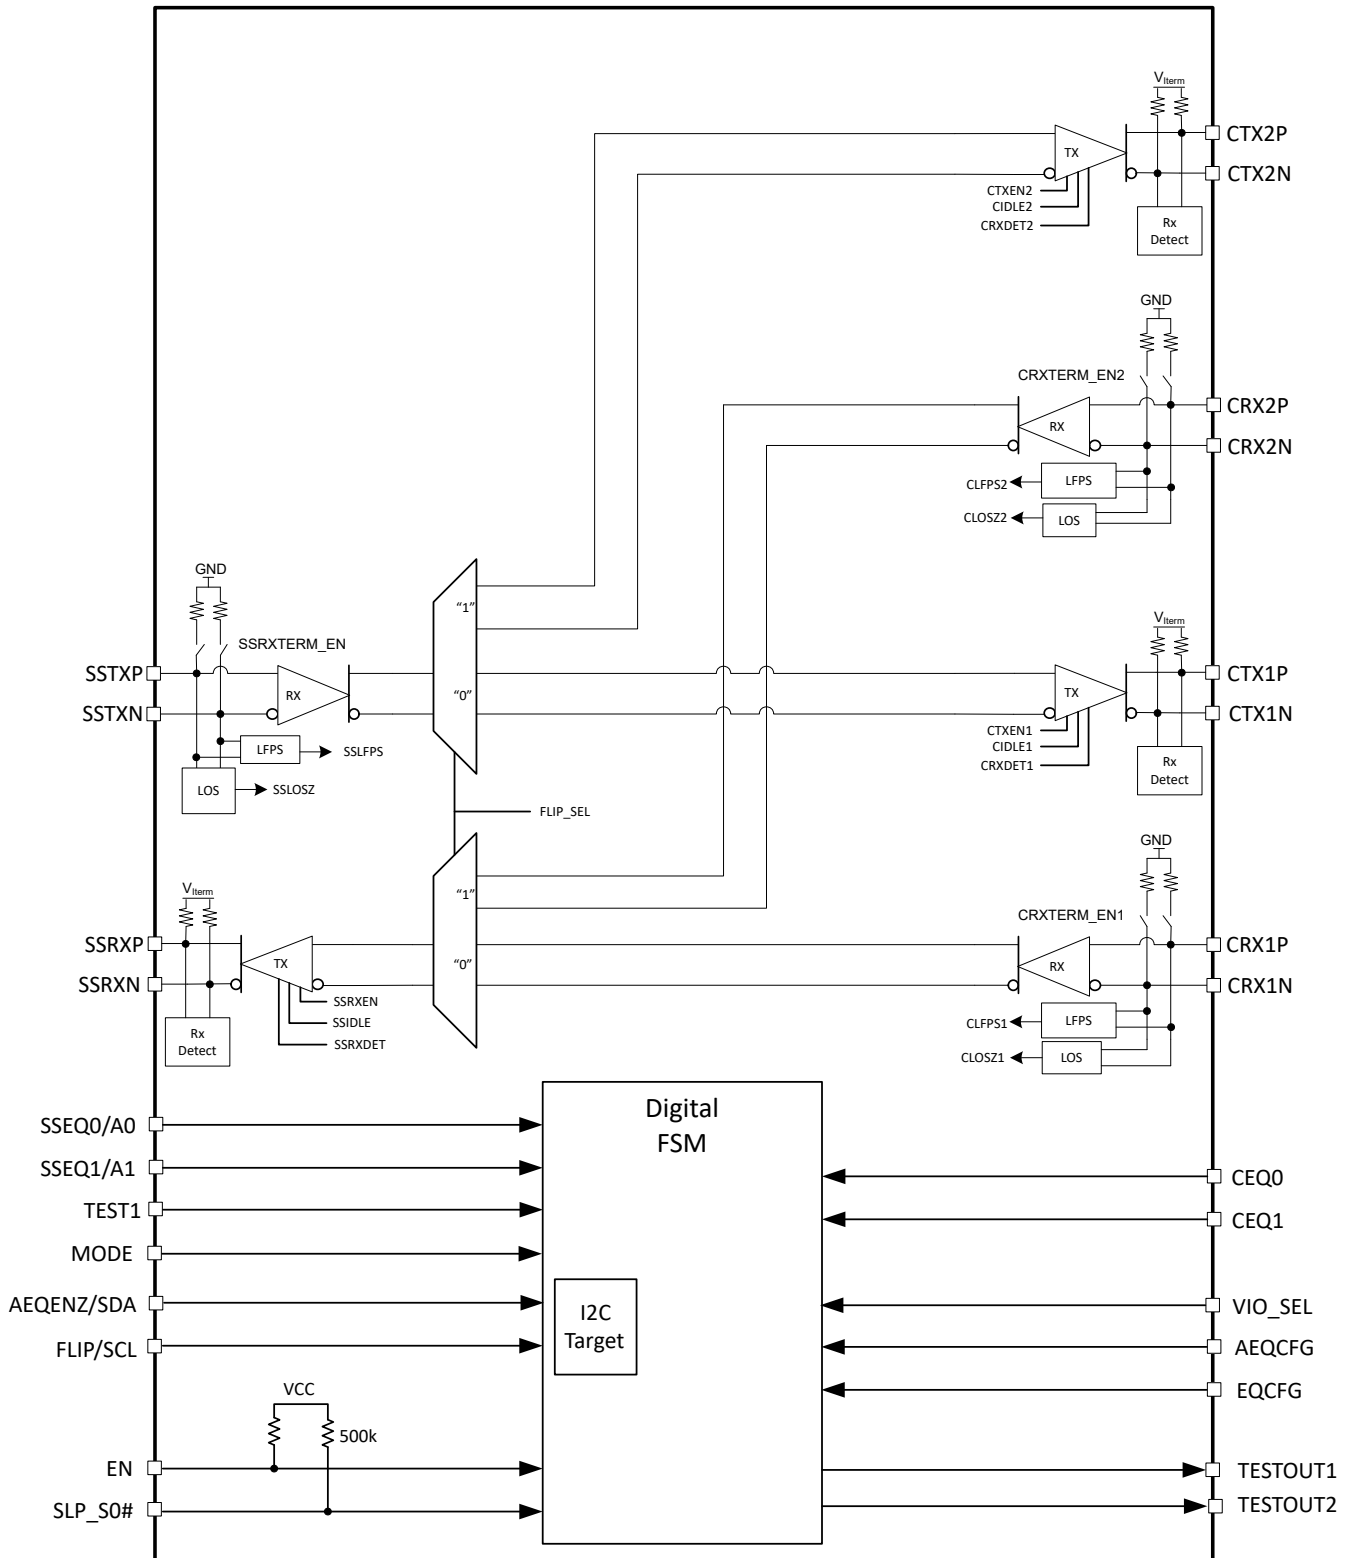 VIterm
CTX2P
TX
CTX2N
CTXEN2
CIDLE2
CRXDET2
Rx
Detect
GND
CRXTERM_EN2
CRX2P
RX
CRX2N
CLFPS2
LFPS
CLOSZ2
LOS
GND
"1"
SSRXTERM_EN
VIterm
SSTXP
RX
"0"
TX
CTX1P
SSTXN
CTX1N
LFPS
SSLFPS
CTXEN1
CIDLE1
CRXDET1
Rx
Detect
LOS
SSLOSZ
FLIP_SEL
GND
VIterm
"1"
CRXTERM_EN1
SSRXP
TX
"0"
RX
CRX1P
SSRXN
CRX1N
SSRXEN
SSIDLE
SSRXDET
Rx
Detect
CLFPS1
LFPS
CLOSZ1
LOS
Digital
FSM
SSEQ0/A0
SSEQ1/A1
TEST1
MODE
AEQENZ/SDA
FLIP/SCL
I2C
Target
CEQ0
CEQ1
VIO_SEL
AEQCFG
EQCFG
VCC
500k
EN
SLP_S0#
TESTOUT1
TESTOUT2